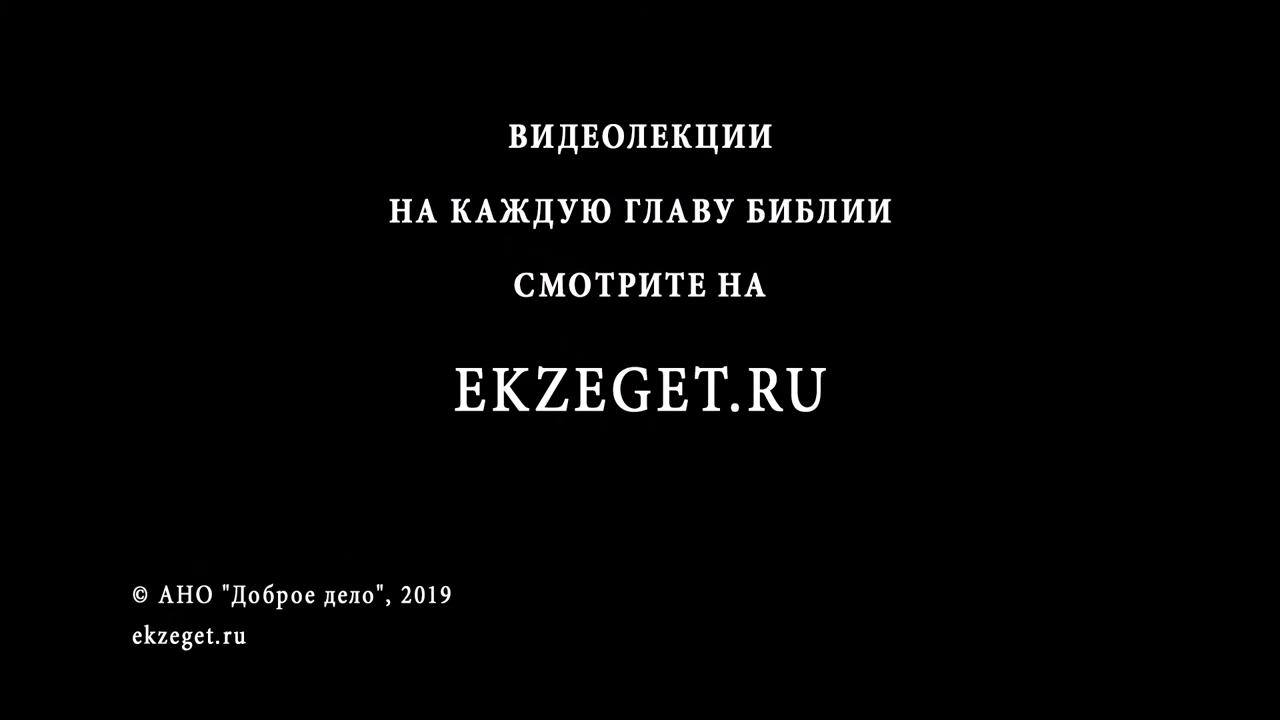 ВИДЕОЛЕКЦИИ
НА КАЖДУЮ ГЛАВУ БИБЛИИ
СМОТРИТЕ НА
EKZEGET.RU
© АНО "Доброе дело", 2019
ekzeget.ru